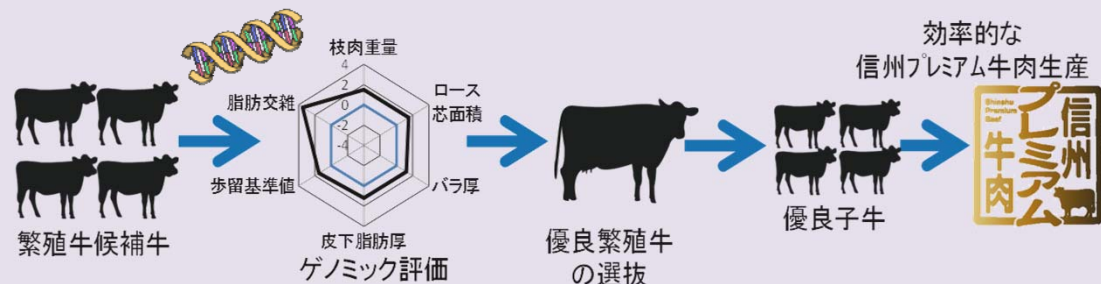 繁殖牛候補牛
枝肉重量
ロース
芯面積
バラ厚
皮下脂肪厚
歩留基準値
脂肪交雑
4
2
0
-2
-4
ゲノミック評価
優良繁殖牛
の選抜
優良子牛
効率的な
信州プレミアム牛肉生産
Shinshu
Premium
Beef
信州
プレミアム
牛肉